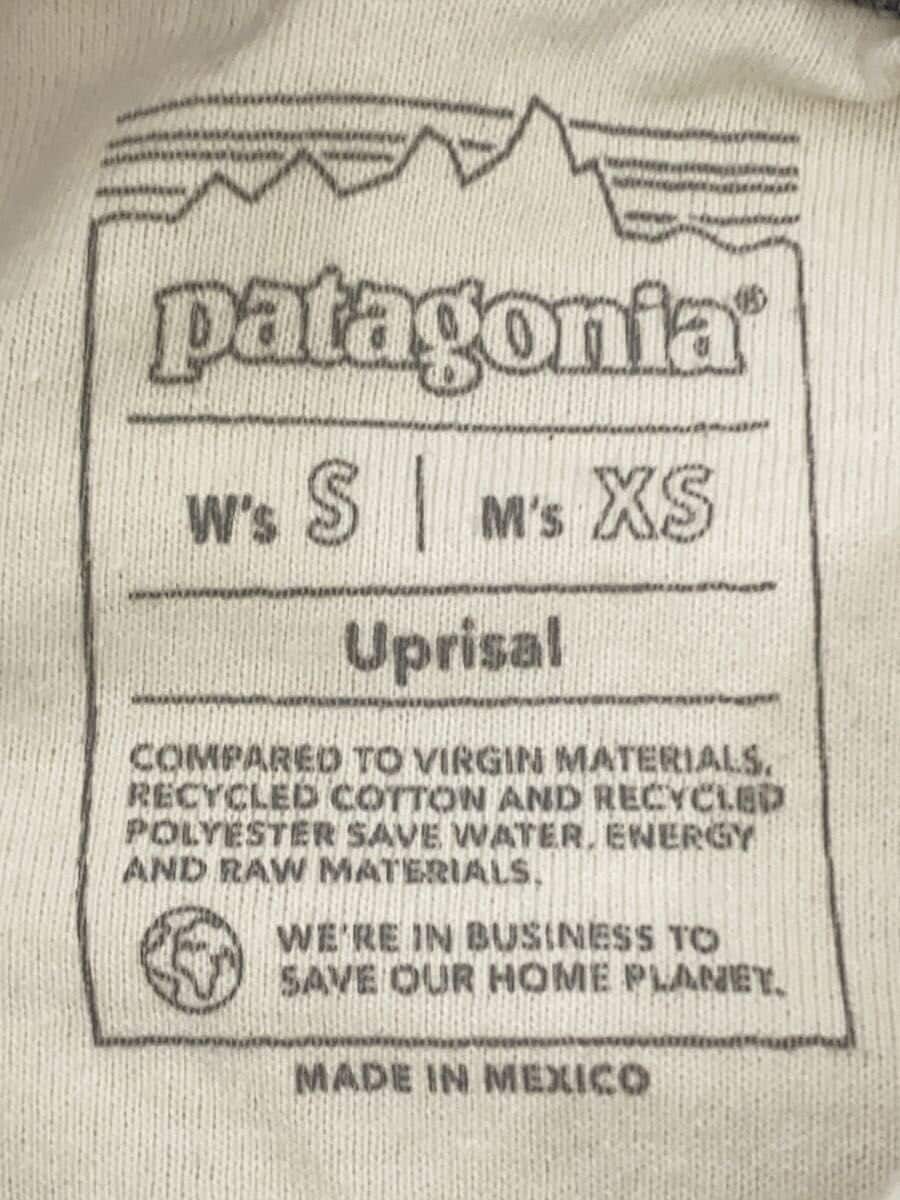 patagonia®
W's S | M's XS
Uprisal
COMPARED TO VIRGIN MATERIALS,
RECYCLED COTTON AND RECYCLED
POLYESTER SAVE WATER, ENERGY
AND RAW MATERIALS.
WE'RE IN BUSINESS TO
SAVE OUR HOME PLANET.
MADE IN MEXICO